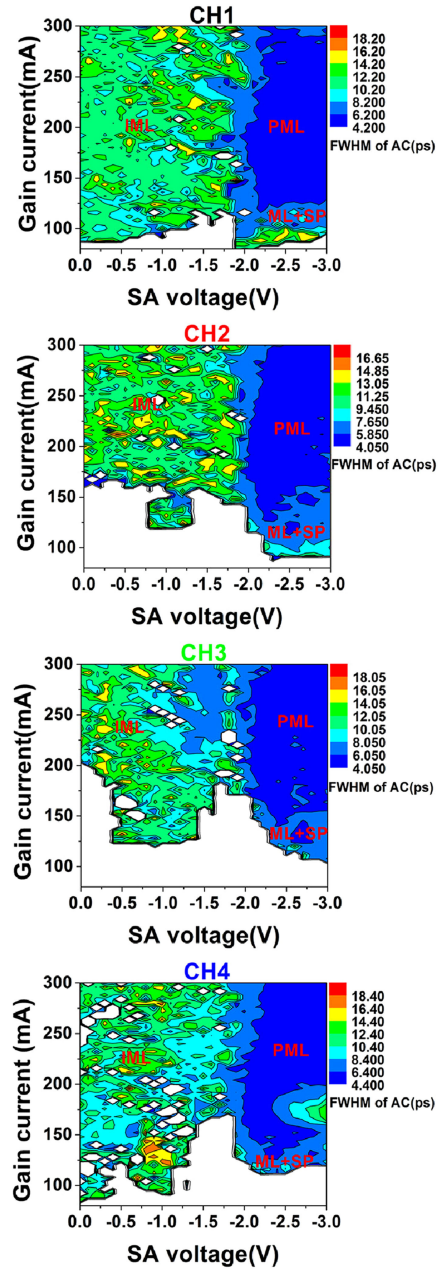 CH1
Gain current(mA)
300
250
200
150
100
IML
PML
ML+SP
18.20
16.20
14.20
12.20
10.20
8.200
6.200
4.200
FWHM of AC(ps)
0.0 -0.5 -1.0 -1.5 -2.0 -2.5 -3.0
SA voltage(V)
CH2
Gain current(mA)
300
250
200
150
100
IML
PML
ML+SP
16.65
14.85
13.05
11.25
9.450
7.650
5.850
4.050
FWHM of AC(ps)
0.0 -0.5 -1.0 -1.5 -2.0 -2.5 -3.0
SA voltage(V)
CH3
Gain current(mA)
300
250
200
150
100
IML
PML
ML+SP
18.05
16.05
14.05
12.05
10.05
8.050
6.050
4.050
FWHM of AC(ps)
0.0 -0.5 -1.0 -1.5 -2.0 -2.5 -3.0
SA voltage(V)
CH4
Gain current (mA)
300
250
200
150
100
IML
PML
ML+SP
18.40
16.40
14.40
12.40
10.40
8.400
6.400
4.400
FWHM of AC(ps)
0.0 -0.5 -1.0 -1.5 -2.0 -2.5 -3.0
SA voltage(V)